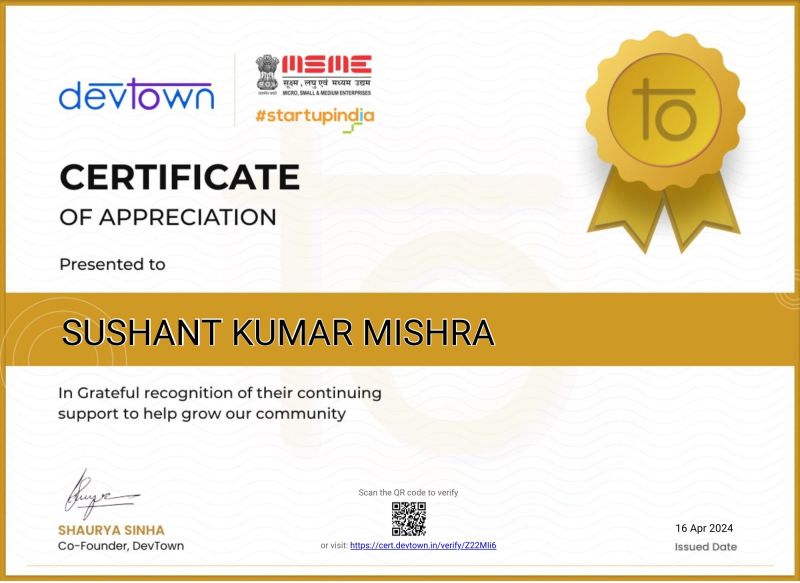 devtown
MSME
सूक्ष्म, लघु एवं मध्यम उद्यम
MICRO, SMALL & MEDIUM ENTERPRISES
#startupindia
to
CERTIFICATE
OF APPRECIATION
Presented to
SUSHANT KUMAR MISHRA
In Grateful recognition of their continuing
support to help grow our community
SHAURYA SINHA
Co-Founder, DevTown
Scan the QR code to verify
or visit: https://cert.devtown.in/verify/Z22Mli6
16 Apr 2024
Issued Date